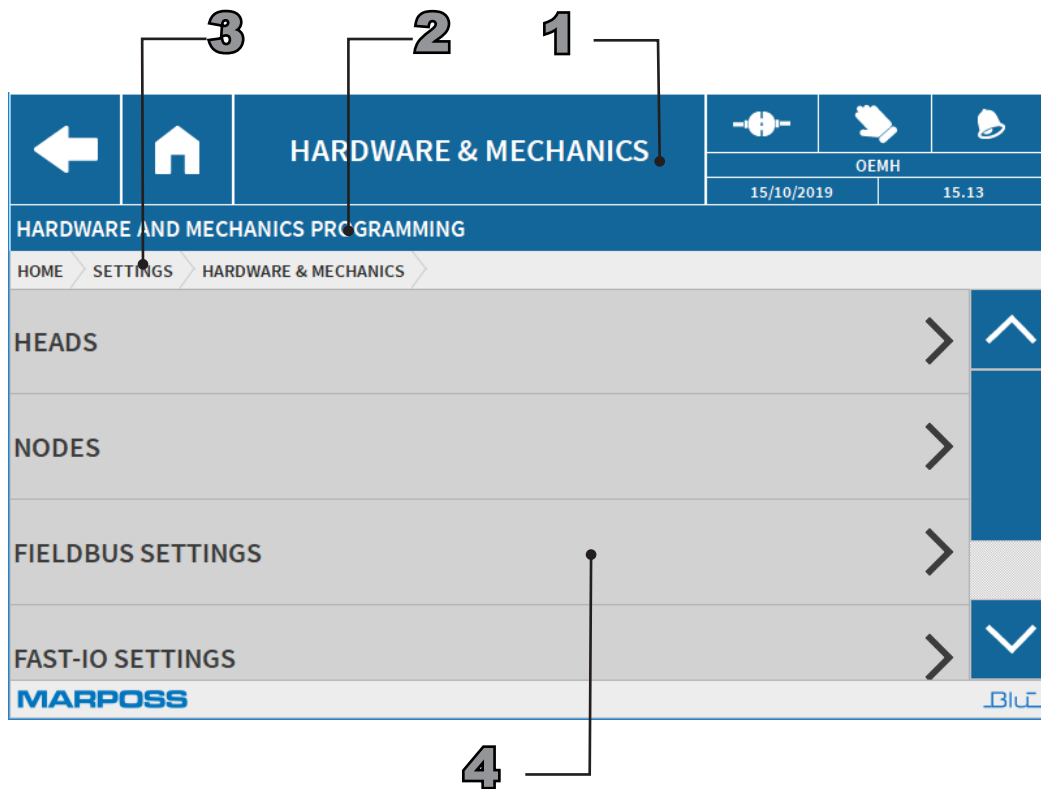 3 2 1
HARDWARE & MECHANICS
OEMH
15/10/2019 15.13
HARDWARE AND MECHANICS PROGRAMMING
HOME SETTINGS HARDWARE & MECHANICS
HEADS
NODES
FIELDBUS SETTINGS
FAST-IO SETTINGS
MARPOSS Blú
4